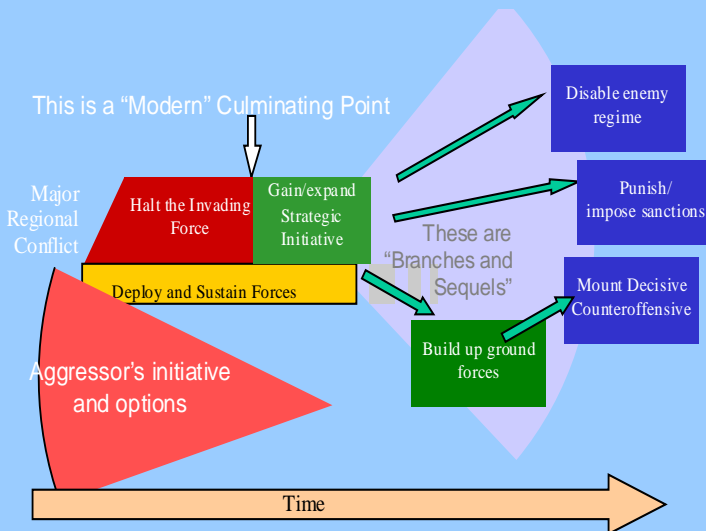 This is a “Modern” Culminating Point
Disable enemy
regime
Major
Regional
Conflict
Halt the Invading
Force
Gain/expand
Strategic
Initiative
Punish/
impose sanctions
These are
“Branches and
Sequels”
Deploy and Sustain Forces
Mount Decisive
Counteroffensive
Build up ground
forces
Aggressor’s initiative
and options
Time